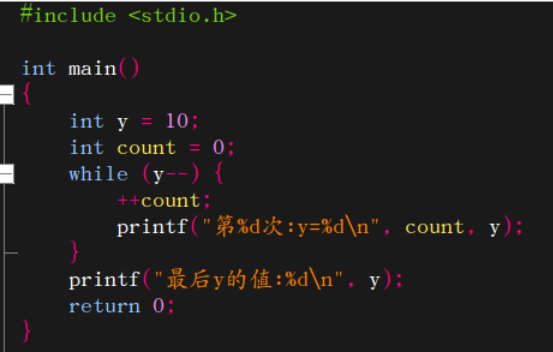 #include <stdio.h>
int main()
{
int y = 10;
int count = 0;
while (y--) {
++count;
printf("第%d次:y=%d\n", count, y);
}
printf("最后y的值:%d\n", y);
return 0;
}